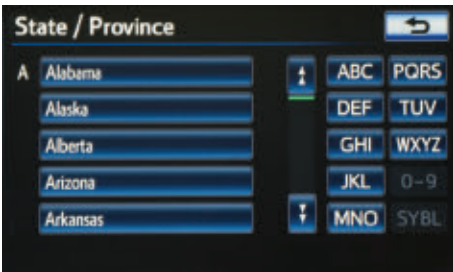 State / Province
A Alabama ABC PQRS
Alaska DEF TUV
Alberta GHI WXYZ
Arizona JKL 0-9
Arkansas MNO SYBL